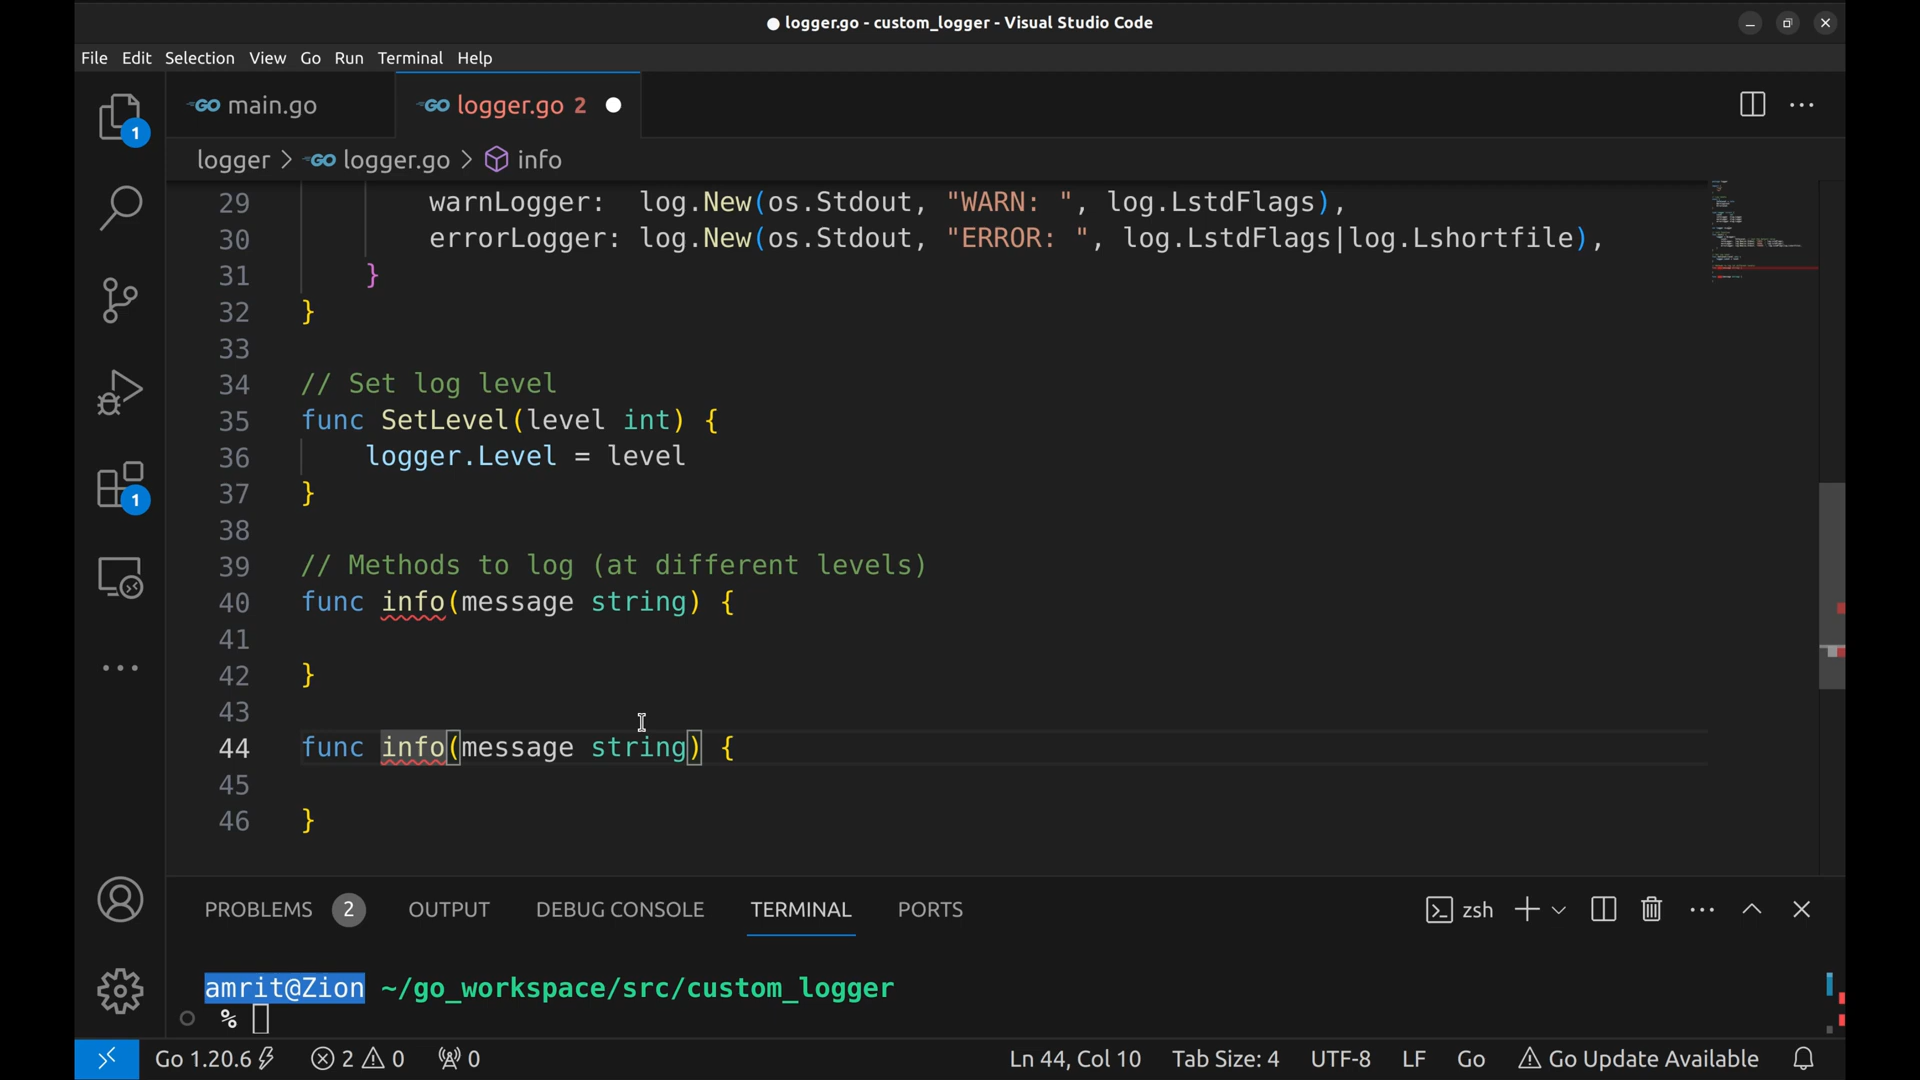 logger.go - custom_logger - Visual Studio Code
File Edit Selection View Go Run Terminal Help
GO main.go GO logger.go 2
logger > GO logger.go > info
29 warnLogger: log.New(os.Stdout, "WARN: ", log.LstdFlags),
30 errorLogger: log.New(os.Stdout, "ERROR: ", log.LstdFlags|log.Lshortfile),
31 }
32 }
33
34 // Set log level
35 func SetLevel(level int) {
36 logger.Level = level
37 }
38
39 // Methods to log (at different levels)
40 func info(message string) {
41
42 }
43
44 func info(message string) {
45
46 }
1
1
PROBLEMS 2 OUTPUT DEBUG CONSOLE TERMINAL PORTS zsh
amrit@Zion ~/go_workspace/src/custom_logger
%
Go 1.20.6 2 0 0 Ln 44, Col 10 Tab Size: 4 UTF-8 LF Go Go Update Available